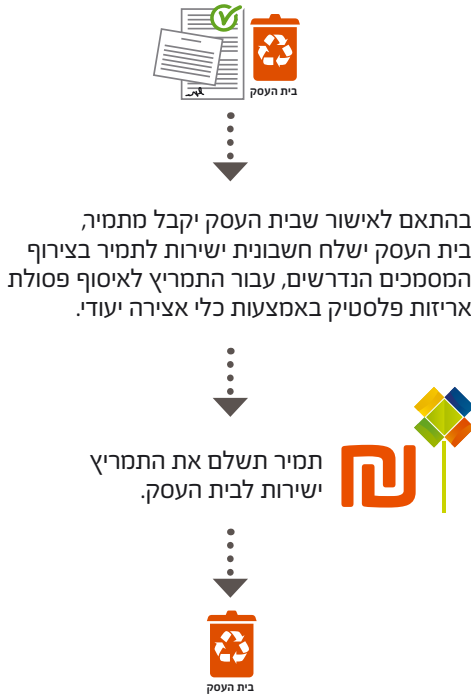 בית העסק
בהתאם לאישור שבית העסק יקבל מתמיר,
בית העסק ישלח חשבונית ישירות לתמיר בצירוף
המסמכים הנדרשים, עבור התמריץ לאיסוף פסולת
אריזות פלסטיק באמצעות כלי אצירה יעודי.
תמיר תשלם את התמריץ
ישירות לבית העסק.
₪
בית העסק